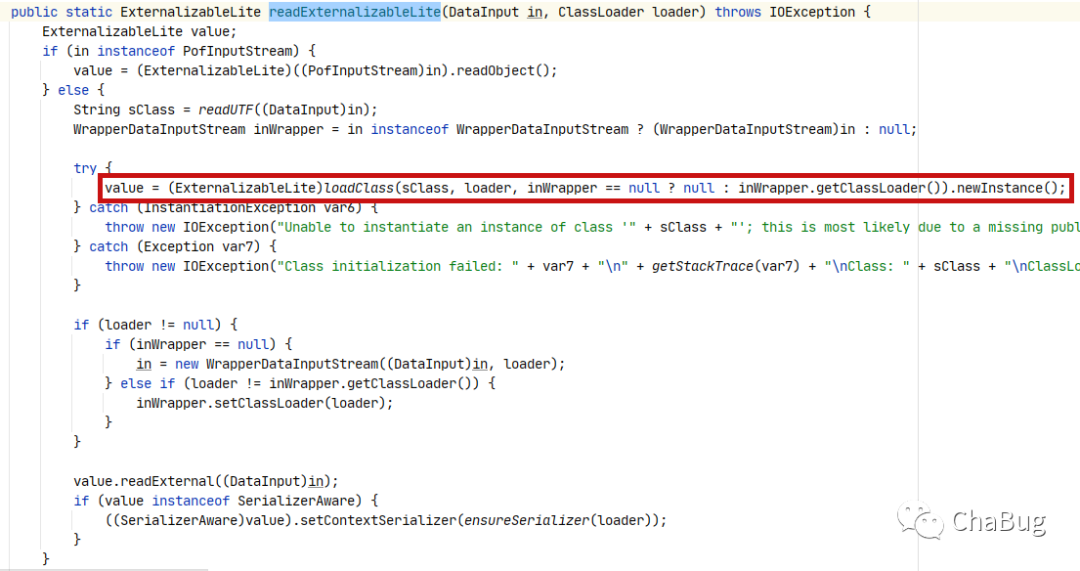 public static ExternalizableLite readExternalizableLite(DataInput in, ClassLoader loader) throws IOException {
    ExternalizableLite value;
    if (in instanceof PofInputStream) {
        value = (ExternalizableLite)((PofInputStream)in).readObject();
    } else {
        String sClass = readUTF((DataInput)in);
        WrapperDataInputStream inWrapper = in instanceof WrapperDataInputStream ? (WrapperDataInputStream)in : null;
        try {
            value = (ExternalizableLite)loadClass(sClass, loader, inWrapper == null ? null : inWrapper.getClassLoader()).newInstance();
        } catch (InstantiationException var6) {
            throw new IOException("Unable to instantiate an instance of class '" + sClass + "'; this is most likely due to a missing publ
        } catch (Exception var7) {
            throw new IOException("Class initialization failed: " + var7 + "\n" + getStackTrace(var7) + "\nClass: " + sClass + "\nClassLo
        }
        if (loader != null) {
            if (inWrapper == null) {
                in = new WrapperDataInputStream((DataInput)in, loader);
            } else if (loader != inWrapper.getClassLoader()) {
                inWrapper.setClassLoader(loader);
            }
        }
        value.readExternal((DataInput)in);
        if (value instanceof SerializerAware) {
            ((SerializerAware)value).setContextSerializer(ensureSerializer(loader));
        }
    }
ChaBug